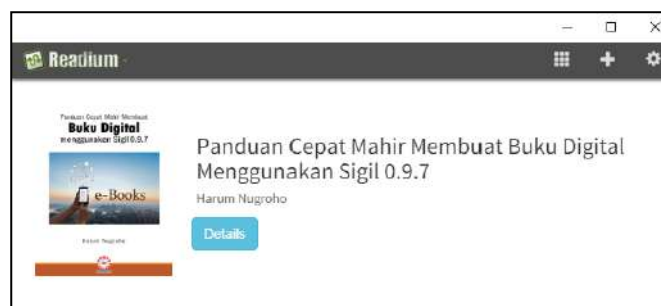 Readium
Panduan Cepat Mahir Membuat
Buku Digital
menggunakan Sigil 0.9.7
e-Books
Harum Nugroho
Panduan Cepat Mahir Membuat Buku Digital
Menggunakan Sigil 0.9.7
Harum Nugroho
Details